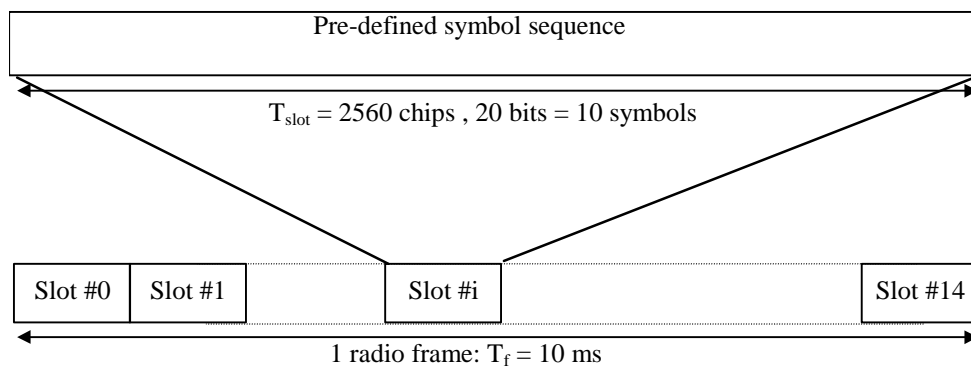 Pre-defined symbol sequence
T_slot = 2560 chips , 20 bits = 10 symbols
Slot #0 Slot #1 Slot #i Slot #14
1 radio frame: T_f = 10 ms